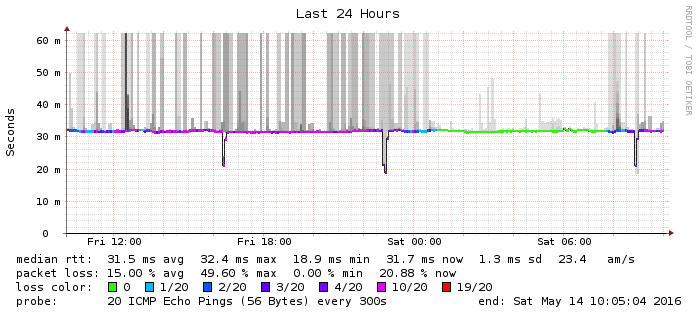 Last 24 Hours
RRDTOOL / TOBI OETIKER
Seconds
60 m
50 m
40 m
30 m
20 m
10 m
0
Fri 12:00 Fri 18:00 Sat 00:00 Sat 06:00
median rtt: 31.5 ms avg 32.4 ms max 18.9 ms min 31.7 ms now 1.3 ms sd 23.4 am/s
packet loss: 15.00 % avg 49.60 % max 0.00 % min 20.88 % now
loss color: 0 1/20 2/20 3/20 4/20 10/20 19/20
probe: 20 ICMP Echo Pings (56 Bytes) every 300s end: Sat May 14 10:05:04 2016